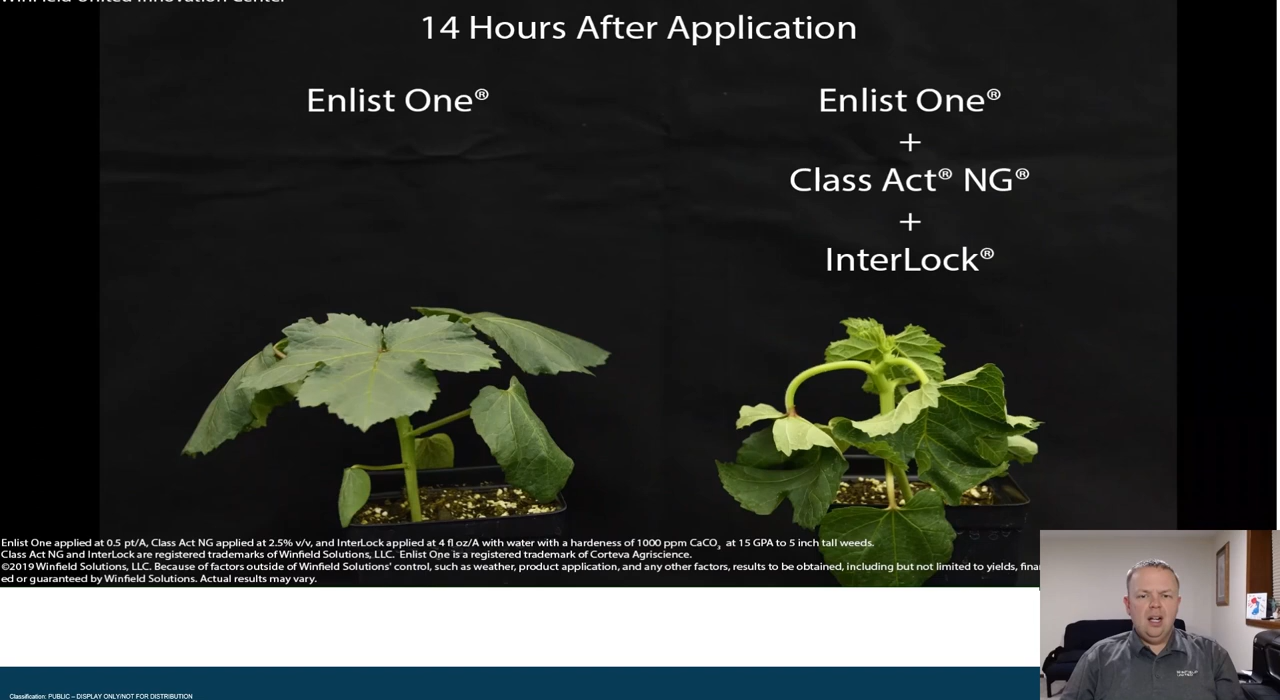 WinField United Innovation Center
14 Hours After Application
Enlist One®
Enlist One®
+
Class Act® NG®
+
InterLock®
Enlist One applied at 0.5 pt/A, Class Act NG applied at 2.5% v/v, and InterLock applied at 4 fl oz/A with water with a hardeness of 1000 ppm CaCO₃ at 15 GPA to 5 inch tall weeds.
Class Act NG and InterLock are registered trademarks of Winfield Solutions, LLC. Enlist One is a registered trademark of Corteva Agriscience.
©2019 Winfield Solutions, LLC. Because of factors outside of Winfield Solutions' control, such as weather, product application, and any other factors, results to be obtained, including but not limited to yields,
ed or guaranteed by Winfield Solutions. Actual results may vary.
Classification: PUBLIC – DISPLAY ONLY/NOT FOR DISTRIBUTION